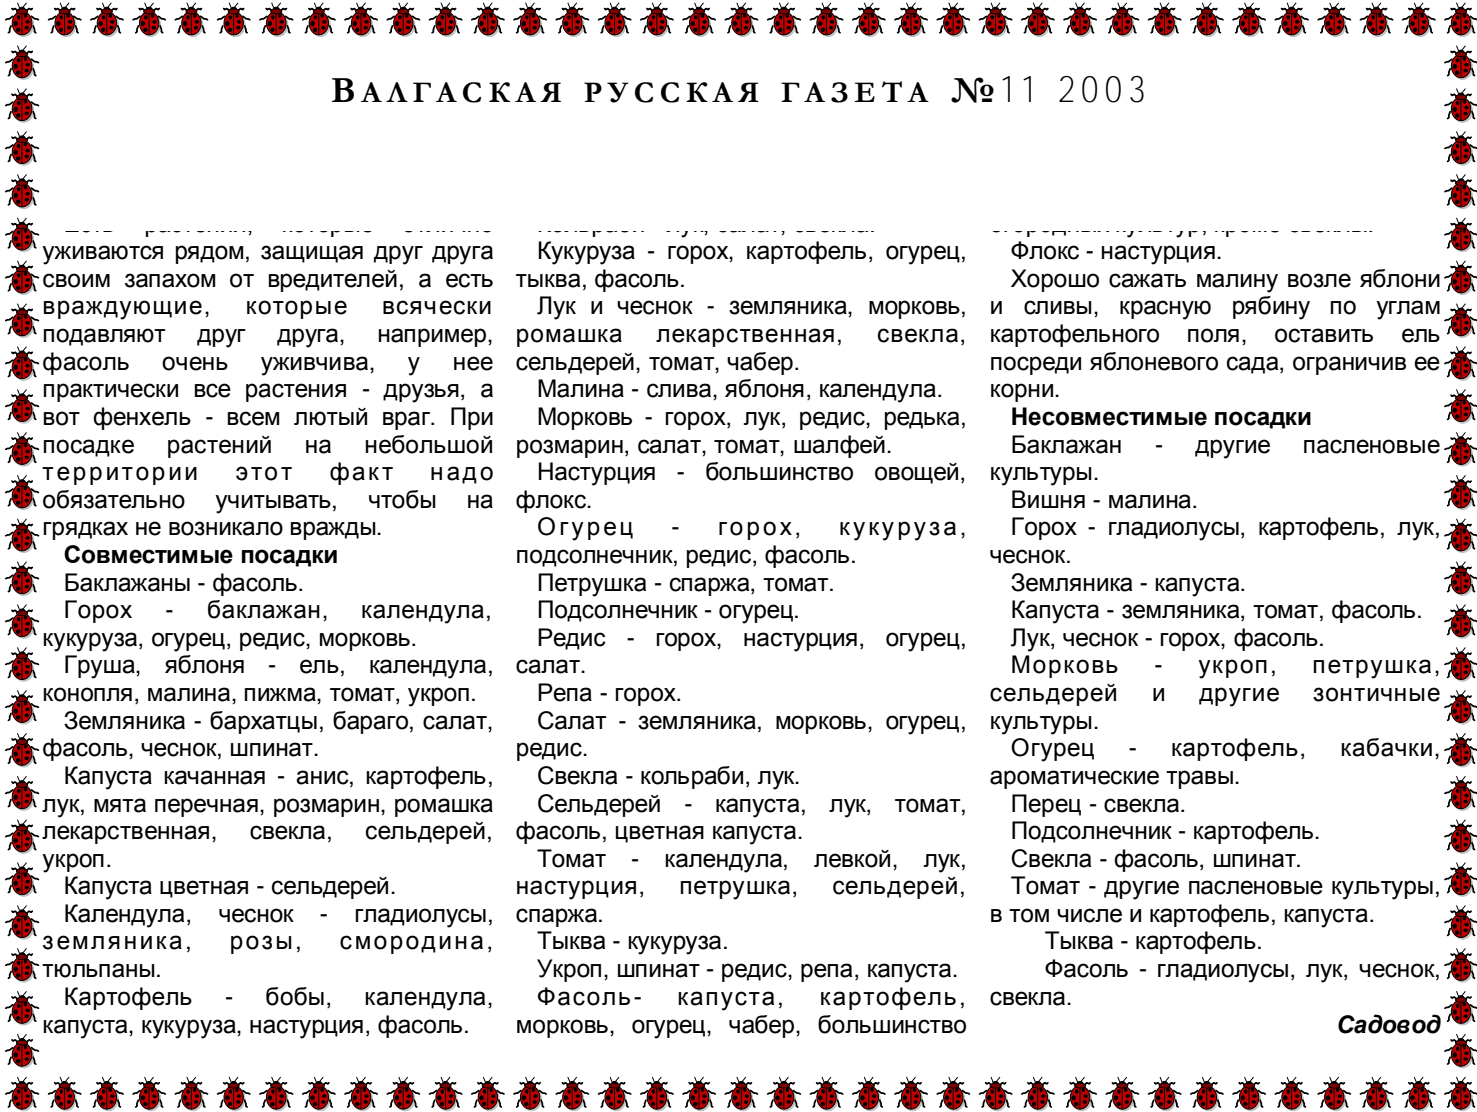 Валгаская русская газета №11 2003
уживаются рядом, защищая друг друга
своим запахом от вредителей, а есть
враждующие, которые всячески
подавляют друг друга, например,
фасоль очень уживчива, у нее
практически все растения - друзья, а
вот фенхель - всем лютый враг. При
посадке растений на небольшой
территории этот факт надо
обязательно учитывать, чтобы на
грядках не возникало вражды.
Совместимые посадки
Баклажаны - фасоль.
Горох - баклажан, календула,
кукуруза, огурец, редис, морковь.
Груша, яблоня - ель, календула,
конопля, малина, пижма, томат, укроп.
Земляника - бархатцы, бараго, салат,
фасоль, чеснок, шпинат.
Капуста качанная - анис, картофель,
лук, мята перечная, розмарин, ромашка
лекарственная, свекла, сельдерей,
укроп.
Капуста цветная - сельдерей.
Календула, чеснок - гладиолусы,
земляника, розы, смородина,
тюльпаны.
Картофель - бобы, календула,
капуста, кукуруза, настурция, фасоль.
Кукуруза - горох, картофель, огурец,
тыква, фасоль.
Лук и чеснок - земляника, морковь,
ромашка лекарственная, свекла,
сельдерей, томат, чабер.
Малина - слива, яблоня, календула.
Морковь - горох, лук, редис, редька,
розмарин, салат, томат, шалфей.
Настурция - большинство овощей,
флокс.
Огурец - горох, кукуруза,
подсолнечник, редис, фасоль.
Петрушка - спаржа, томат.
Подсолнечник - огурец.
Редис - горох, настурция, огурец,
салат.
Репа - горох.
Салат - земляника, морковь, огурец,
редис.
Свекла - кольраби, лук.
Сельдерей - капуста, лук, томат,
фасоль, цветная капуста.
Томат - календула, левкой, лук,
настурция, петрушка, сельдерей,
спаржа.
Тыква - кукуруза.
Укроп, шпинат - редис, репа, капуста.
Фасоль- капуста, картофель,
морковь, огурец, чабер, большинство
Флокс - настурция.
Хорошо сажать малину возле яблони
и сливы, красную рябину по углам
картофельного поля, оставить ель
посреди яблоневого сада, ограничив ее
корни.
Несовместимые посадки
Баклажан - другие пасленовые
культуры.
Вишня - малина.
Горох - гладиолусы, картофель, лук,
чеснок.
Земляника - капуста.
Капуста - земляника, томат, фасоль.
Лук, чеснок - горох, фасоль.
Морковь - укроп, петрушка,
сельдерей и другие зонтичные
культуры.
Огурец - картофель, кабачки,
ароматические травы.
Перец - свекла.
Подсолнечник - картофель.
Свекла - фасоль, шпинат.
Томат - другие пасленовые культуры,
в том числе и картофель, капуста.
Тыква - картофель.
Фасоль - гладиолусы, лук, чеснок,
свекла.
Садовод